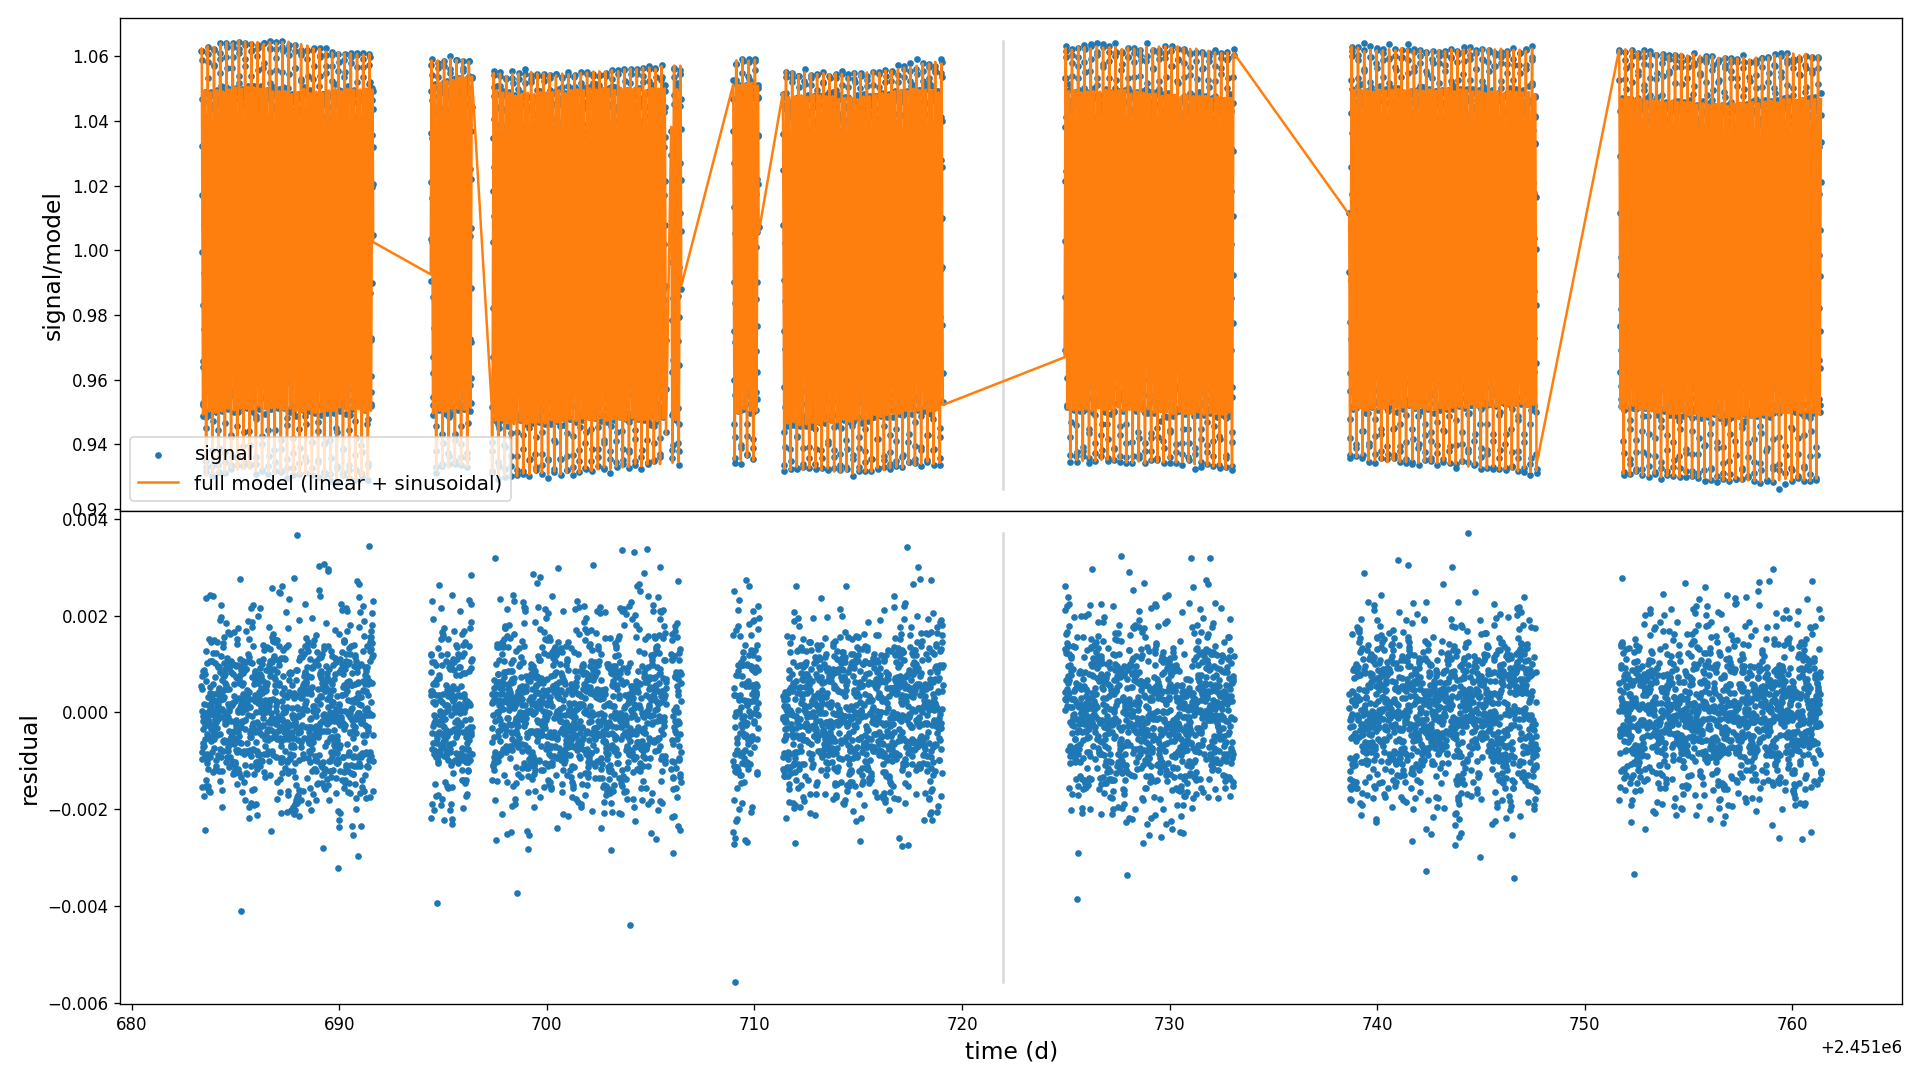 1.06
1.04
1.02
1.00
0.98
0.96
0.94
0.92
signal/model
signal
full model (linear + sinusoidal)
0.004
0.002
0.000
−0.002
−0.004
−0.006
residual
680 690 700 710 720 730 740 750 760
time (d)
+2.451e6